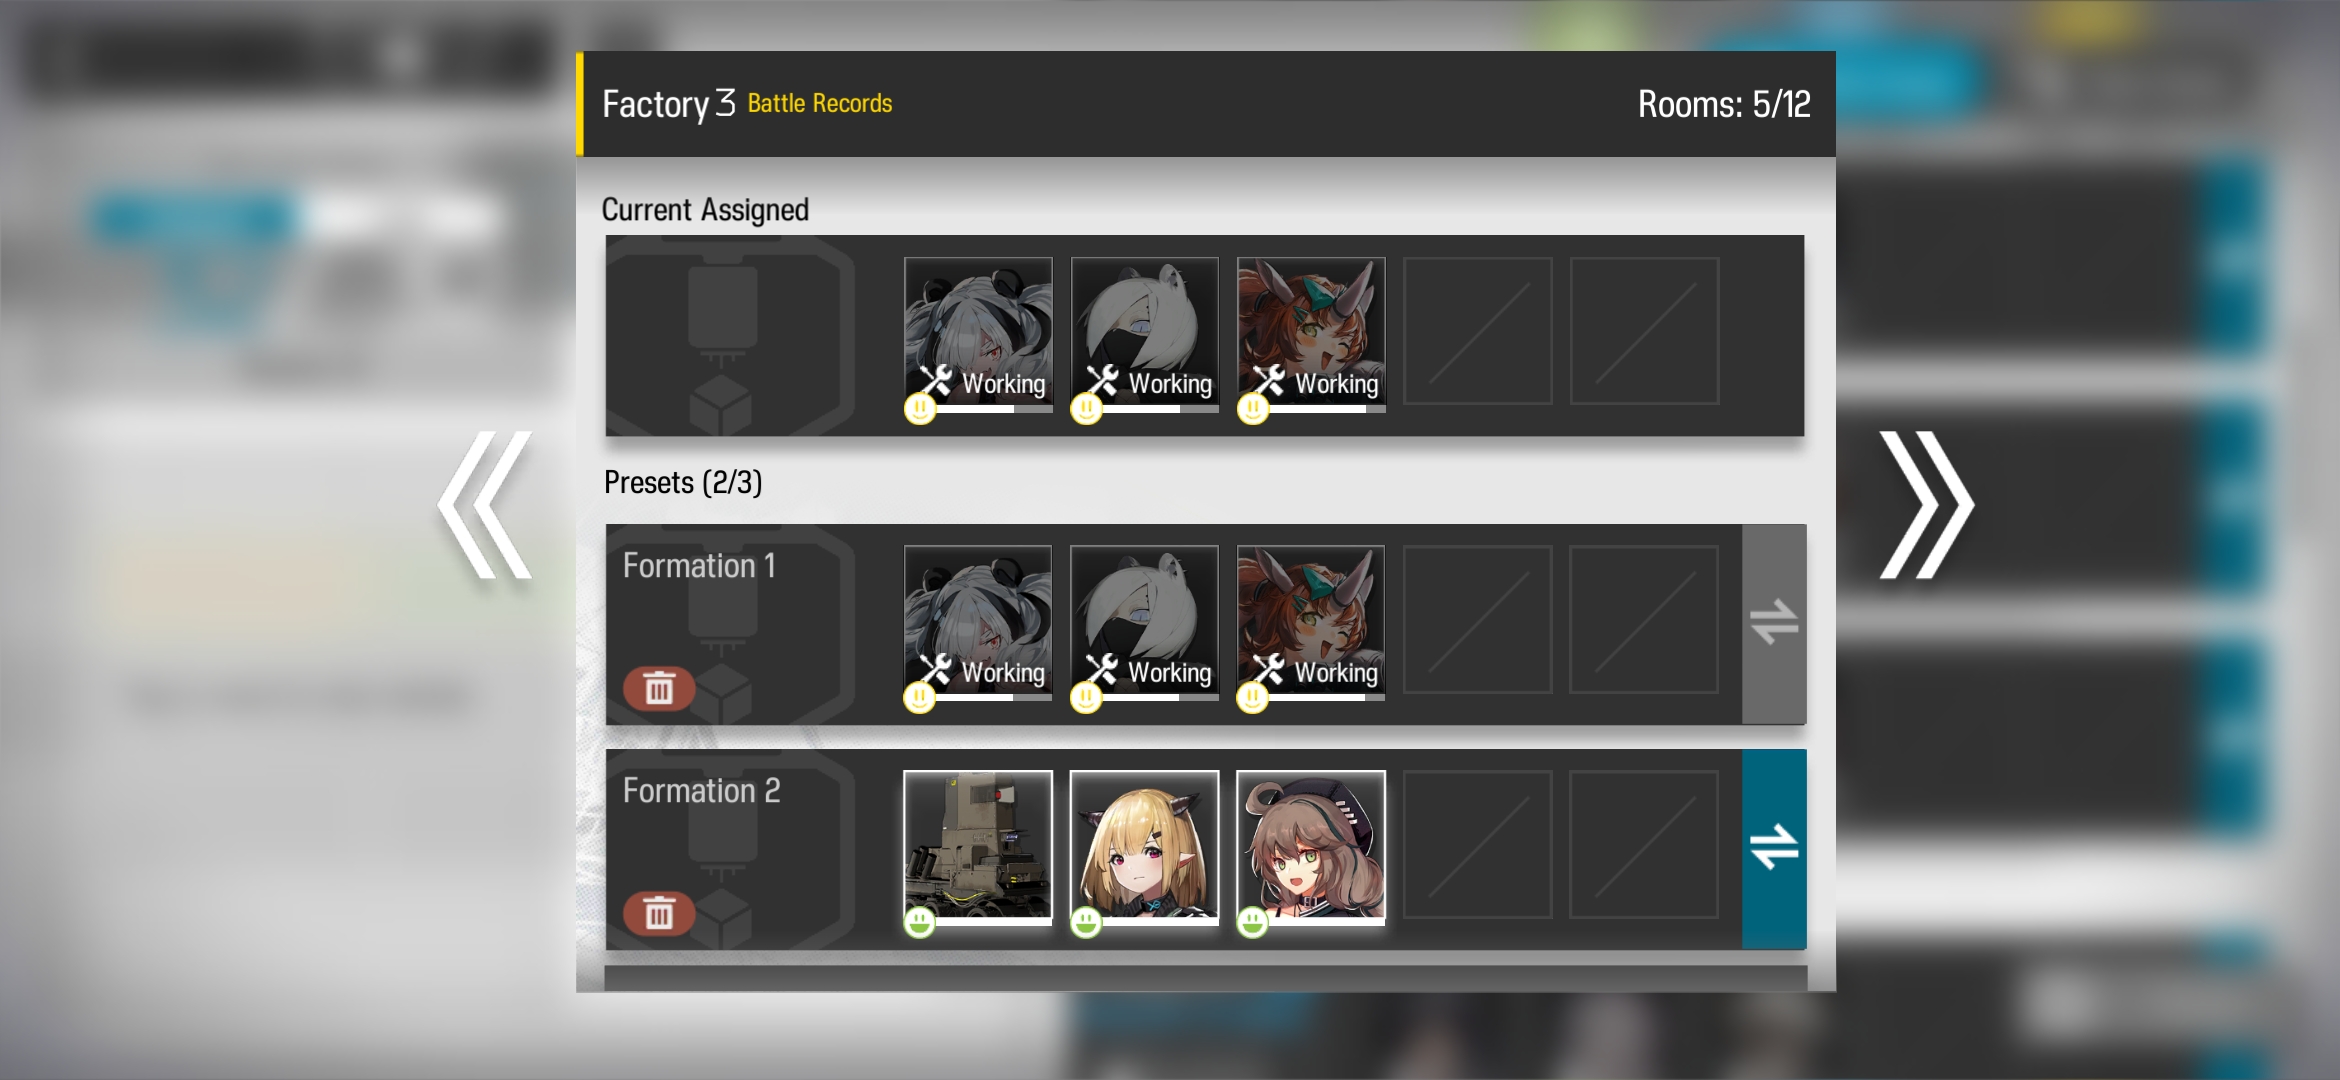 Factory 3 Battle Records
Rooms: 5/12
Current Assigned
Working
Working
Working
Presets (2/3)
Formation 1
Working
Working
Working
Formation 2